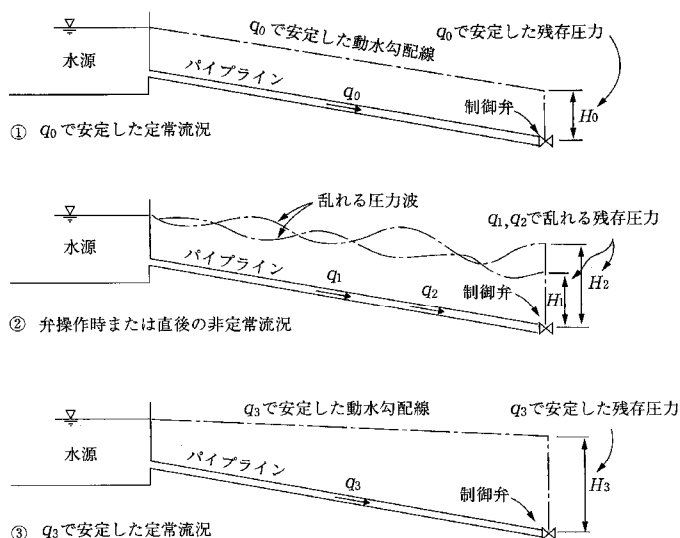 q₀で安定した動水勾配線
q₀で安定した残存圧力
水源
パイプライン
q₀
制御弁
H₀
① q₀で安定した定常流況
乱れる圧力波
q₁,q₂で乱れる残存圧力
水源
パイプライン
q₁
q₂
制御弁
H₁
H₂
② 弁操作時または直後の非定常流況
q₃で安定した動水勾配線
q₃で安定した残存圧力
水源
パイプライン
q₃
制御弁
H₃
③ q₃で安定した定常流況